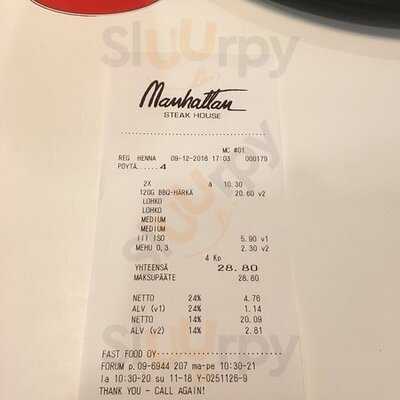 Slurpy
Manhattan
STEAK HOUSE
MC #01
REG HENNA 09-12-2016 17:03 000179
PÖYTÄ.....4
2X à 10.30
120G BBQ-HÄRKÄ 20.60 v2
LOHKO
LOHKO
MEDIUM
MEDIUM
III ISO 5.90 v1
MEHU 0,3 2.30 v2
4 Kp
YHTEENSÄ 28.80
MAKSUPÄÄTE 28.80
NETTO 24% 4.76
ALV (v1) 24% 1.14
NETTO 14% 20.09
ALV (v2) 14% 2.81
FAST FOOD OY
FORUM p. 09-6944 207 ma-pe 10:30-21
la 10:30-20 su 11-18 Y-0251126-9
THANK YOU - CALL AGAIN!